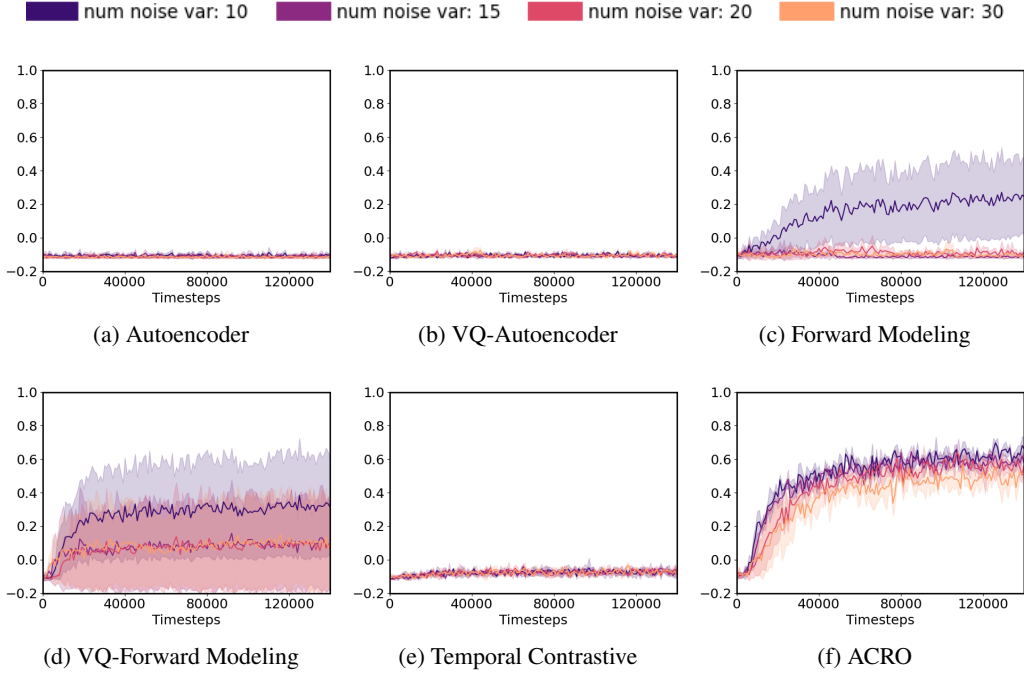 num noise var: 10 num noise var: 15 num noise var: 20 num noise var: 30
1.0 1.0 1.0
0.8 0.8 0.8
0.6 0.6 0.6
0.4 0.4 0.4
0.2 0.2 0.2
0.0 0.0 0.0
−0.2 −0.2 −0.2
0 40000 80000 120000 0 40000 80000 120000 0 40000 80000 120000
Timesteps Timesteps Timesteps
(a) Autoencoder (b) VQ-Autoencoder (c) Forward Modeling
1.0 1.0 1.0
0.8 0.8 0.8
0.6 0.6 0.6
0.4 0.4 0.4
0.2 0.2 0.2
0.0 0.0 0.0
−0.2 −0.2 −0.2
0 40000 80000 120000 0 40000 80000 120000 0 40000 80000 120000
Timesteps Timesteps Timesteps
(d) VQ-Forward Modeling (e) Temporal Contrastive (f) ACRO